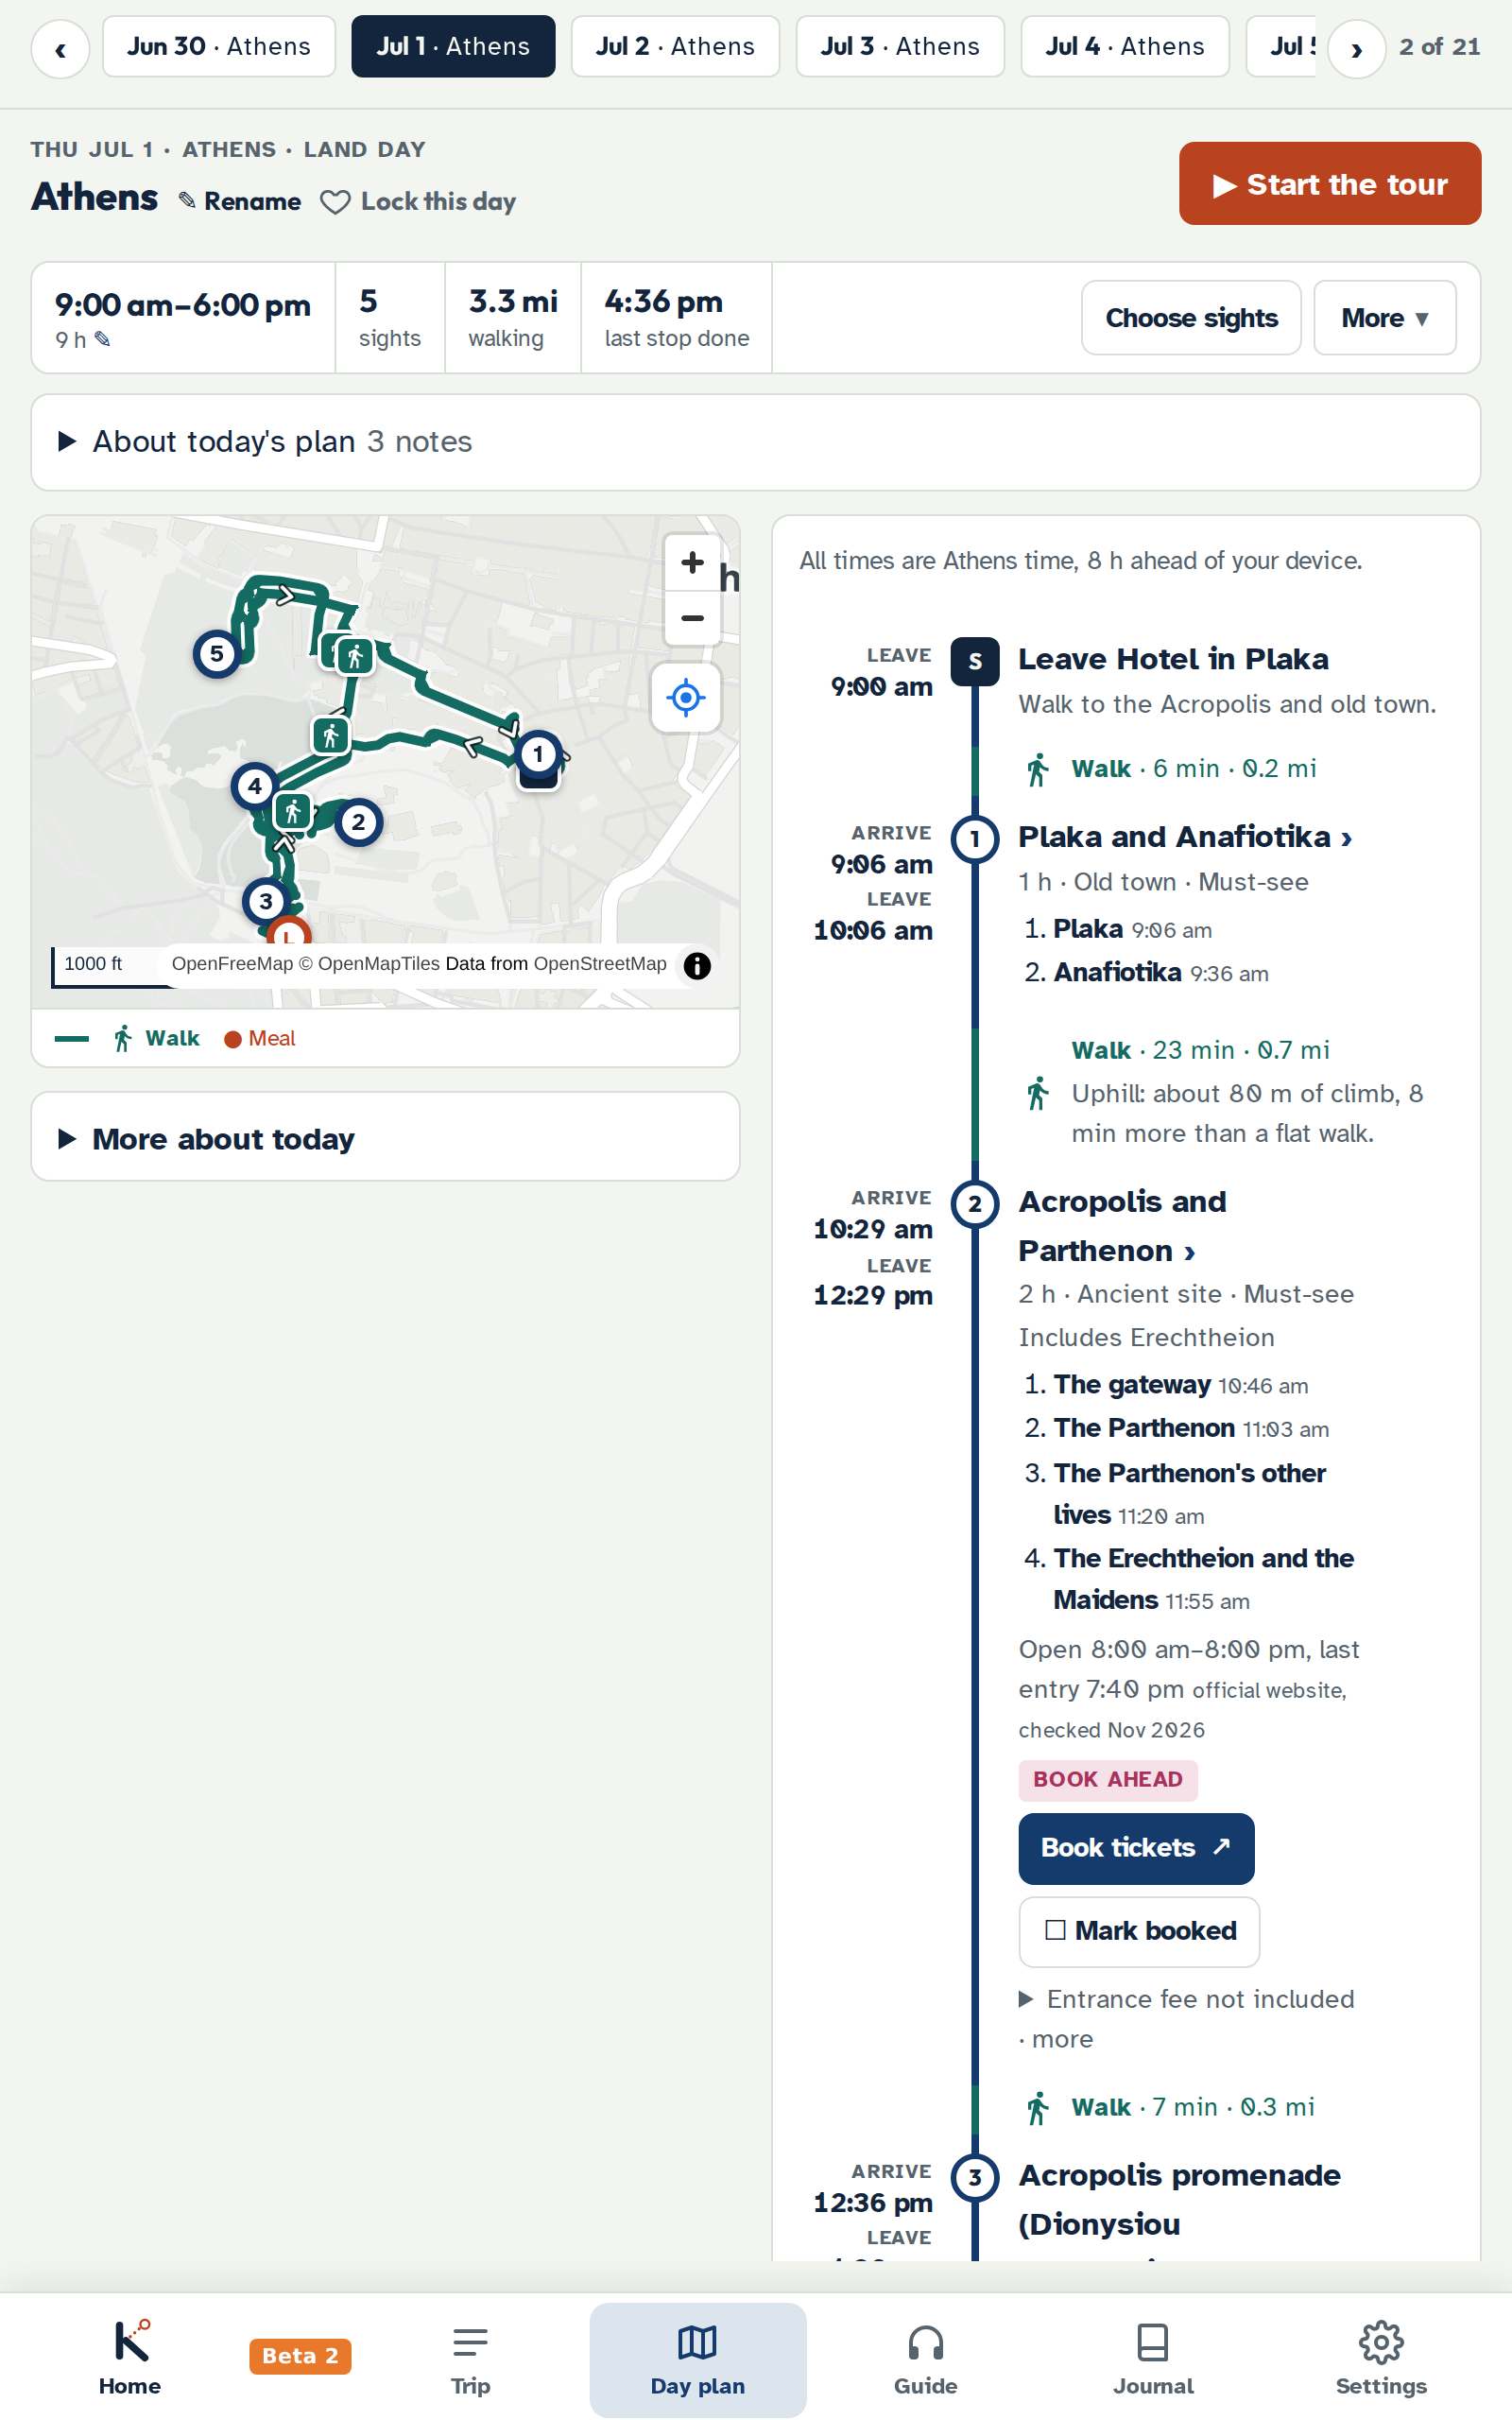 ‹
Jun 30 · Athens
Jul 1 · Athens
Jul 2 · Athens
Jul 3 · Athens
Jul 4 · Athens
Jul
›
2 of 21
THU JUL 1 · ATHENS · LAND DAY
Athens ✎ Rename Lock this day
▶ Start the tour
9:00 am–6:00 pm
9 h ✎
5
sights
3.3 mi
walking
4:36 pm
last stop done
Choose sights
More ▾
▶ About today's plan 3 notes
+
−
h
5
1
4
2
3
L
1000 ft
OpenFreeMap © OpenMapTiles Data from OpenStreetMap
Walk
Meal
▶ More about today
All times are Athens time, 8 h ahead of your device.
LEAVE
9:00 am
S
Leave Hotel in Plaka
Walk to the Acropolis and old town.
Walk · 6 min · 0.2 mi
ARRIVE
9:06 am
LEAVE
10:06 am
1
Plaka and Anafiotika ›
1 h · Old town · Must-see
1. Plaka 9:06 am
2. Anafiotika 9:36 am
Walk · 23 min · 0.7 mi
Uphill: about 80 m of climb, 8
min more than a flat walk.
ARRIVE
10:29 am
LEAVE
12:29 pm
2
Acropolis and
Parthenon ›
2 h · Ancient site · Must-see
Includes Erechtheion
1. The gateway 10:46 am
2. The Parthenon 11:03 am
3. The Parthenon's other
lives 11:20 am
4. The Erechtheion and the
Maidens 11:55 am
Open 8:00 am–8:00 pm, last
entry 7:40 pm official website,
checked Nov 2026
BOOK AHEAD
Book tickets ↗
☐ Mark booked
▶ Entrance fee not included
· more
Walk · 7 min · 0.3 mi
ARRIVE
12:36 pm
LEAVE
3
Acropolis promenade
(Dionysiou
Home
Beta 2
Trip
Day plan
Guide
Journal
Settings